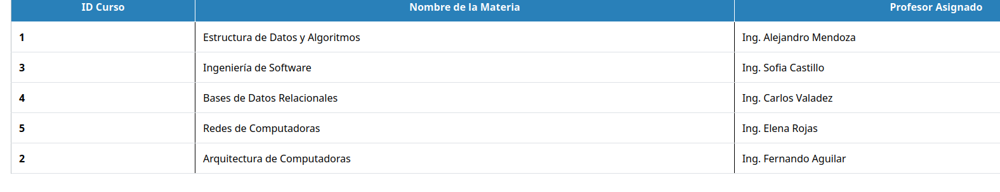 ID Curso Nombre de la Materia Profesor Asignado
1 Estructura de Datos y Algoritmos Ing. Alejandro Mendoza
3 Ingeniería de Software Ing. Sofia Castillo
4 Bases de Datos Relacionales Ing. Carlos Valadez
5 Redes de Computadoras Ing. Elena Rojas
2 Arquitectura de Computadoras Ing. Fernando Aguilar